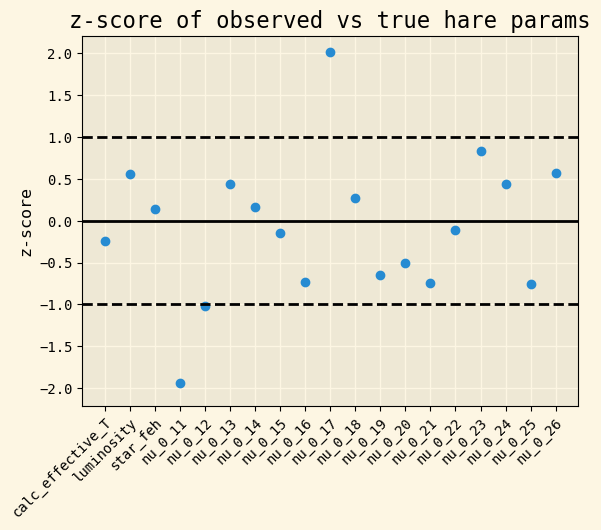 z-score of observed vs true hare params
z-score
2.0
1.5
1.0
0.5
0.0
−0.5
−1.0
−1.5
−2.0
calc_effective_T
luminosity
star_feh
nu_0_11
nu_0_12
nu_0_13
nu_0_14
nu_0_15
nu_0_16
nu_0_17
nu_0_18
nu_0_19
nu_0_20
nu_0_21
nu_0_22
nu_0_23
nu_0_24
nu_0_25
nu_0_26